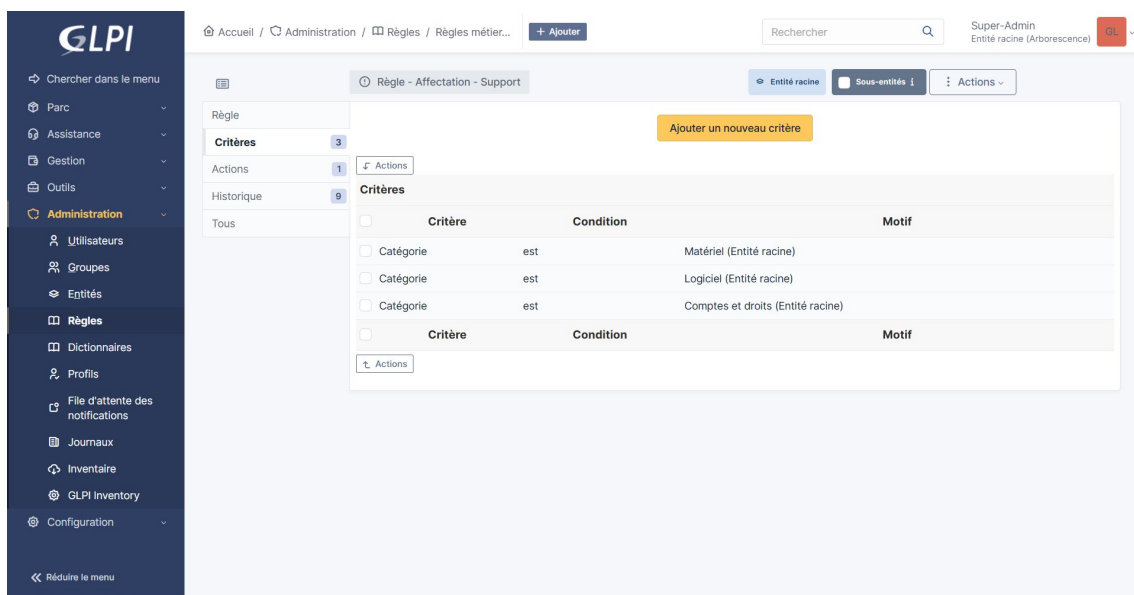 GLPI
Accueil / Administration / Règles / Règles métier... + Ajouter
Rechercher
Super-Admin
Entité racine (Arborescence)
GL
Chercher dans le menu
Parc
Assistance
Gestion
Outils
Administration
Utilisateurs
Groupes
Entités
Règles
Dictionnaires
Profils
File d'attente des
notifications
Journaux
Inventaire
GLPI Inventory
Configuration
Réduire le menu
Règle - Affectation - Support
Entité racine
Sous-entités i
Actions
Règle
Critères 3
Actions 1
Historique 9
Tous
Ajouter un nouveau critère
Actions
Critères
Critère Condition Motif
Catégorie est Matériel (Entité racine)
Catégorie est Logiciel (Entité racine)
Catégorie est Comptes et droits (Entité racine)
Critère Condition Motif
Actions